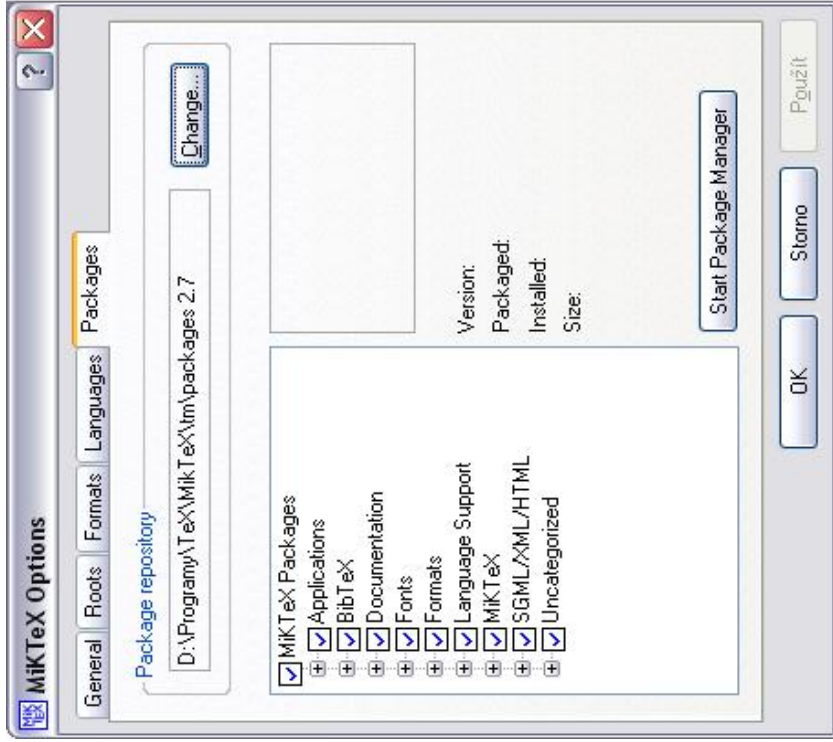 MiKTeX Options
General Roots Formats Languages Packages
Package repository
D:\Programy\TeX\MikTeX\tm\packages 2.7
Change...
MiKTeX Packages
Applications
BibTeX
Documentation
Fonts
Formats
Language Support
MiKTeX
SGML/XML/HTML
Uncategorized
Version:
Packaged:
Installed:
Size:
Start Package Manager
OK Storno Použít